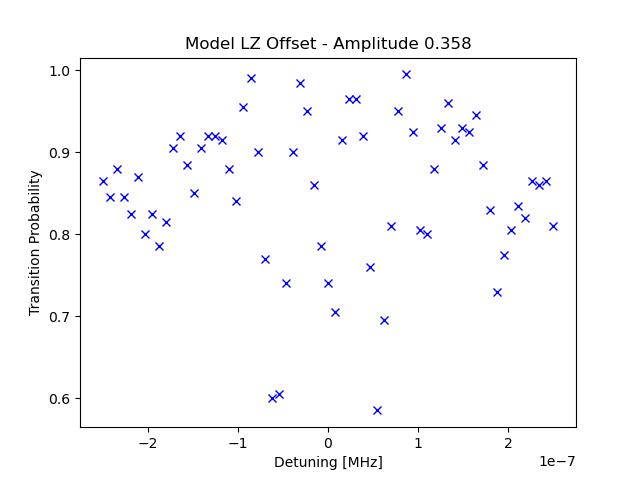 Model LZ Offset - Amplitude 0.358
1.0
0.9
0.8
0.7
0.6
Transition Probability
−2
−1
0
1
2
1e−7
Detuning [MHz]